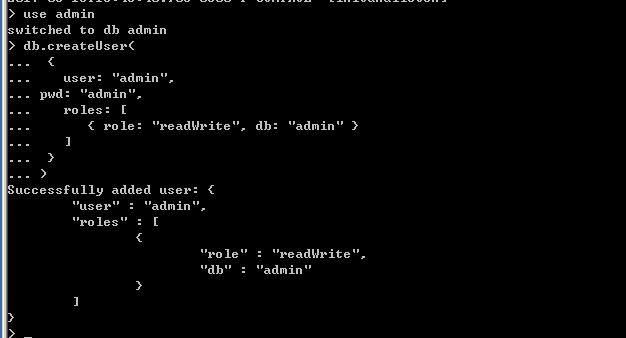 > use admin
switched to db admin
> db.createUser(
...  {
...    user: "admin",
... pwd: "admin",
...    roles: [
...       { role: "readWrite", db: "admin" }
...    ]
...  }
... )
Successfully added user: {
        "user" : "admin",
        "roles" : [
                {
                        "role" : "readWrite",
                        "db" : "admin"
                }
        ]
}
> _